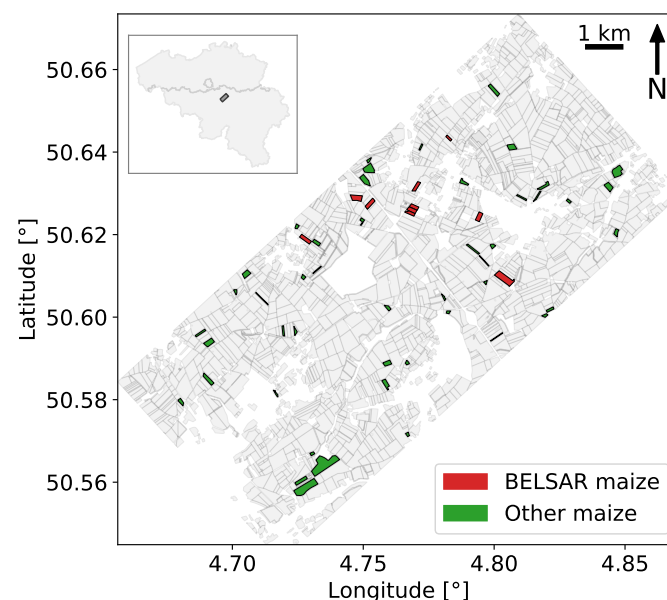 1 km
N
50.66
50.64
50.62
50.60
50.58
50.56
Latitude [°]
BELSAR maize
Other maize
4.70 4.75 4.80 4.85
Longitude [°]